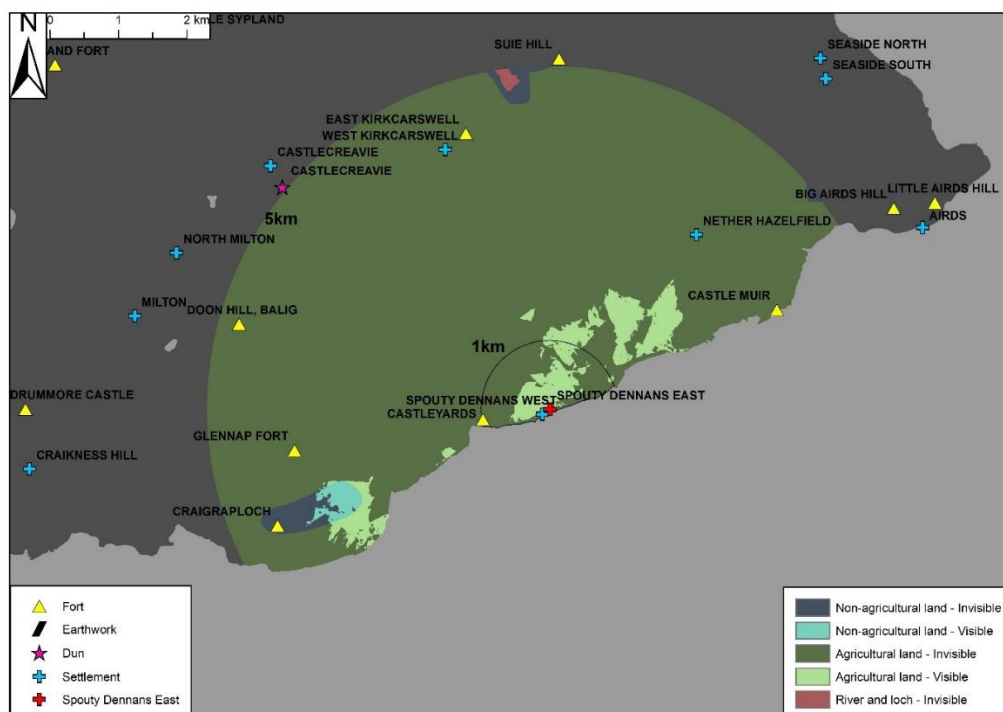 N
0 1 2 km
LE SYPLAND
AND FORT
SUIE HILL
SEASIDE NORTH
SEASIDE SOUTH
EAST KIRKCARSWELL
WEST KIRKCARSWELL
CASTLECREAVIE
CASTLECREAVIE
5km
BIG AIRDS HILL
LITTLE AIRDS HILL
AIRDS
NETHER HAZELFIELD
NORTH MILTON
MILTON
DOON HILL, BALIG
CASTLE MUIR
1km
DRUMMORE CASTLE
SPOUTY DENNANS WEST
SPOUTY DENNANS EAST
CASTLEYARDS
GLENNAP FORT
CRAIKNESS HILL
CRAIGRAPLOCH
Fort
Earthwork
Dun
Settlement
Spouty Dennans East
Non-agricultural land - Invisible
Non-agricultural land - Visible
Agricultural land - Invisible
Agricultural land - Visible
River and loch - Invisible